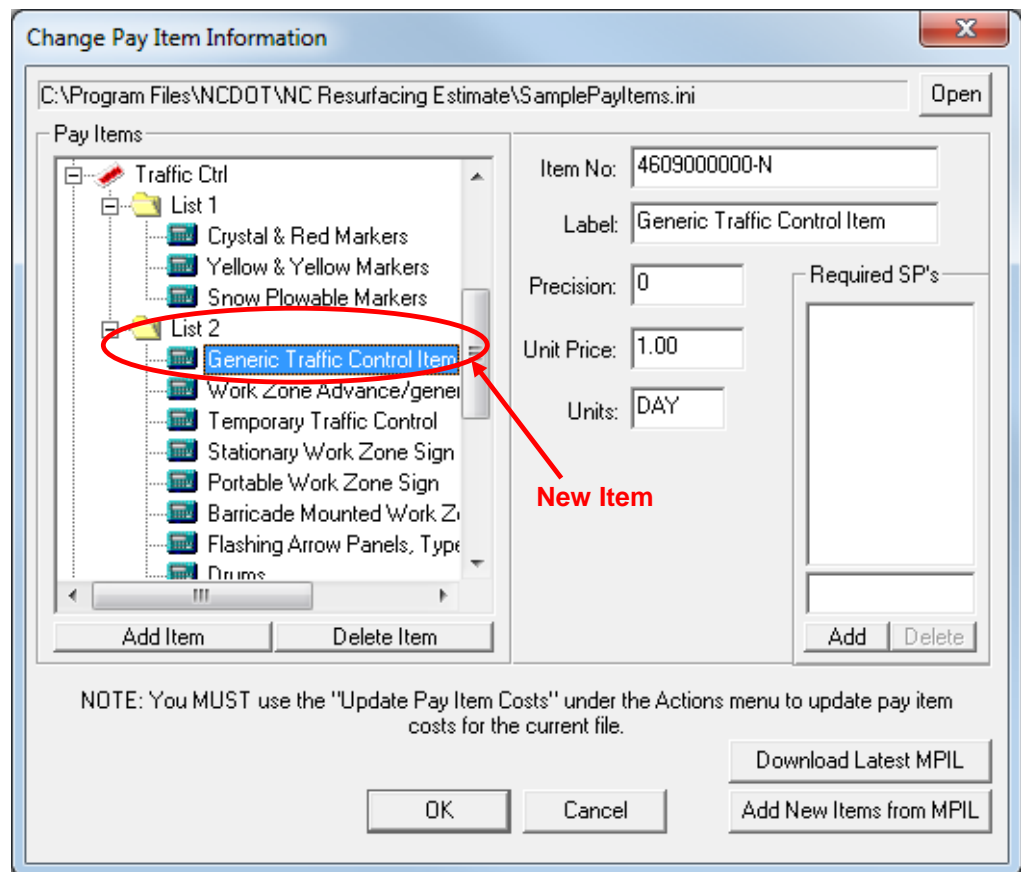 Change Pay Item Information
C:\Program Files\NCDOT\NC Resurfacing Estimate\SamplePayItems.ini
Open
Pay Items
Traffic Ctrl
List 1
Crystal & Red Markers
Yellow & Yellow Markers
Snow Plowable Markers
List 2
Generic Traffic Control Item
Work Zone Advance/gener
Temporary Traffic Control
Stationary Work Zone Sign
Portable Work Zone Sign
Barricade Mounted Work Z
Flashing Arrow Panels, Type
Drums
Add Item
Delete Item
Item No: 4609000000-N
Label: Generic Traffic Control Item
Precision: 0
Unit Price: 1.00
Units: DAY
New Item
Required SP's
Add
Delete
NOTE: You MUST use the "Update Pay Item Costs" under the Actions menu to update pay item
costs for the current file.
Download Latest MPIL
OK
Cancel
Add New Items from MPIL